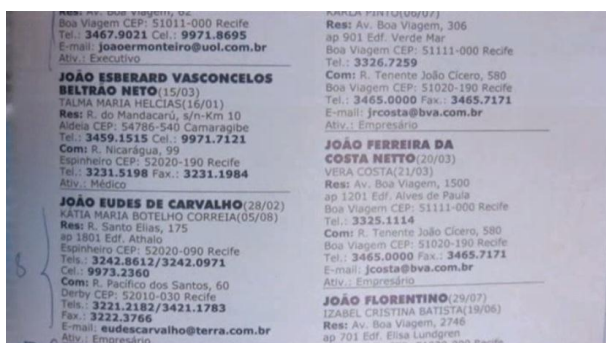 Boa Viagem CEP: 51011-000 Recife
Tel.: 3467.9021 Cel.: 9971.8695
E-mail: joaoermonteiro@uol.com.br
Ativ.: Executivo
JOÃO ESBERARD VASCONCELOS
BELTRÃO NETO(15/03)
TALMA MARIA HELCIAS(16/01)
Res: R. do Mandacarú, s/n-Km 10
Aldeia CEP: 54786-540 Camaragibe
Tel.: 3459.1515 Cel: 9971.7121
Com: R. Nicarágua, 99
Espinheiro CEP: 52020-190 Recife
Tel.: 3231.5198 Fax.: 3231.1984
Ativ.: Médico
JOÃO EUDES DE CARVALHO(28/02)
KÁTIA MARIA BOTELHO CORREIA(05/08)
Res: R. Santo Elias, 175
ap 1801 Edf. Athalo
Espinheiro CEP: 52020-090 Recife
Tels.: 3242.8612/3242.0971
Cel.: 9973.2360
Com: R. Pacífico dos Santos, 60
Derby CEP: 52010-030 Recife
Tels.: 3221.2182/3421.1783
Fax.: 3222.3766
E-mail: eudescarvalho@terra.com.br
Ativ.: Empresário
KARLA PINTO(06/07)
Res: Av. Boa Viagem, 306
ap 901 Edf. Verde Mar
Boa Viagem CEP: 51111-000 Recife
Tel.: 3326.7259
Com: R. Tenente João Cícero, 580
Boa Viagem CEP: 51020-190 Recife
Tel.: 3465.0000 Fax.: 3465.7171
E-mail: jrcosta@bva.com.br
Ativ.: Empresário
JOÃO FERREIRA DA
COSTA NETTO(20/03)
VERA COSTA(21/03)
Res: Av. Boa Viagem, 1500
ap 1201 Edf. Alves de Paula
Boa Viagem CEP: 51111-000 Recife
Tel.: 3325.1114
Com: R. Tenente João Cícero, 580
Boa Viagem CEP: 51020-190 Recife
Tel.: 3465.0000 Fax.: 3465.7171
E-mail: jcosta@bva.com.br
Ativ.: Empresário
JOÃO FLORENTINO(29/07)
IZABEL CRISTINA BATISTA(19/06)
Res: Av. Boa Viagem, 2746
ap 701 Edf. Elisa Lundgren